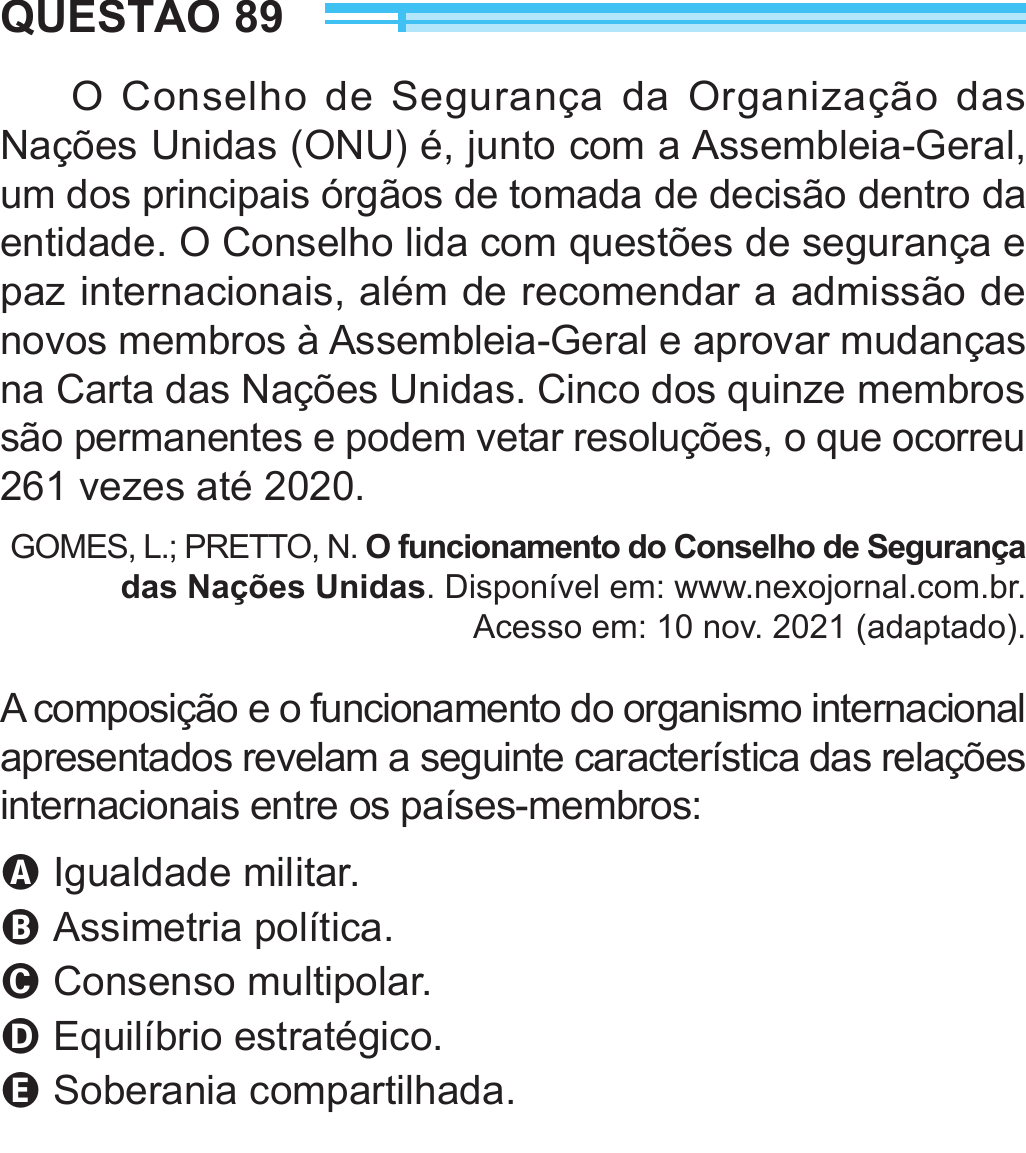 QUESTÃO 89
O Conselho de Segurança da Organização das
Nações Unidas (ONU) é, junto com a Assembleia-Geral,
um dos principais órgãos de tomada de decisão dentro da
entidade. O Conselho lida com questões de segurança e
paz internacionais, além de recomendar a admissão de
novos membros à Assembleia-Geral e aprovar mudanças
na Carta das Nações Unidas. Cinco dos quinze membros
são permanentes e podem vetar resoluções, o que ocorreu
261 vezes até 2020.
GOMES, L.; PRETTO, N. O funcionamento do Conselho de Segurança
das Nações Unidas. Disponível em: www.nexojornal.com.br.
Acesso em: 10 nov. 2021 (adaptado).
A composição e o funcionamento do organismo internacional
apresentados revelam a seguinte característica das relações
internacionais entre os países-membros:
A Igualdade militar.
B Assimetria política.
C Consenso multipolar.
D Equilíbrio estratégico.
E Soberania compartilhada.